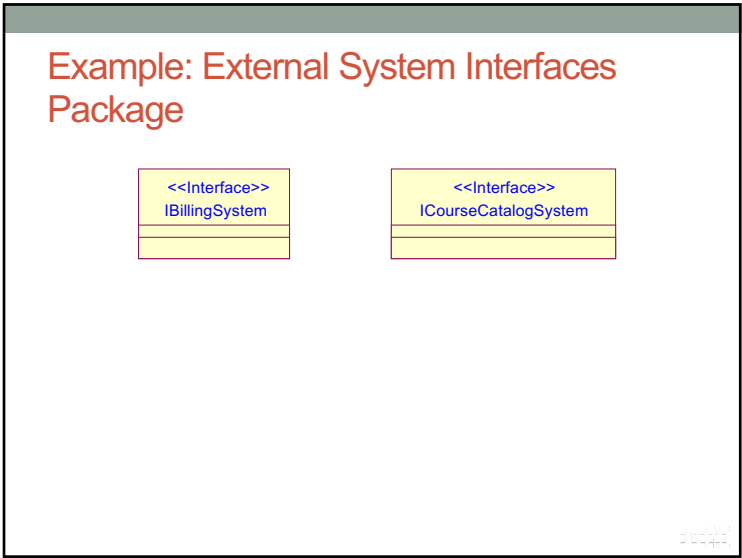 Example: External System Interfaces
Package
<<Interface>>
IBillingSystem
<<Interface>>
ICourseCatalogSystem